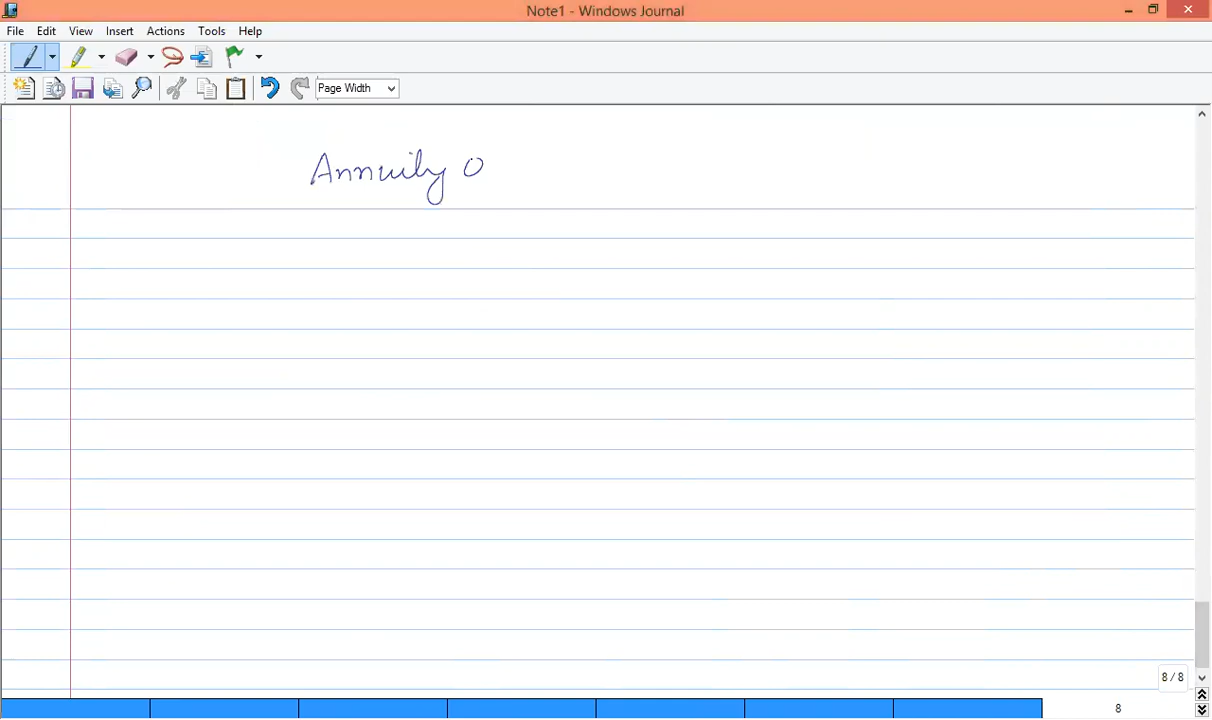 Note1 - Windows Journal
File Edit View Insert Actions Tools Help
Page Width
Annuity O
8 / 8
8